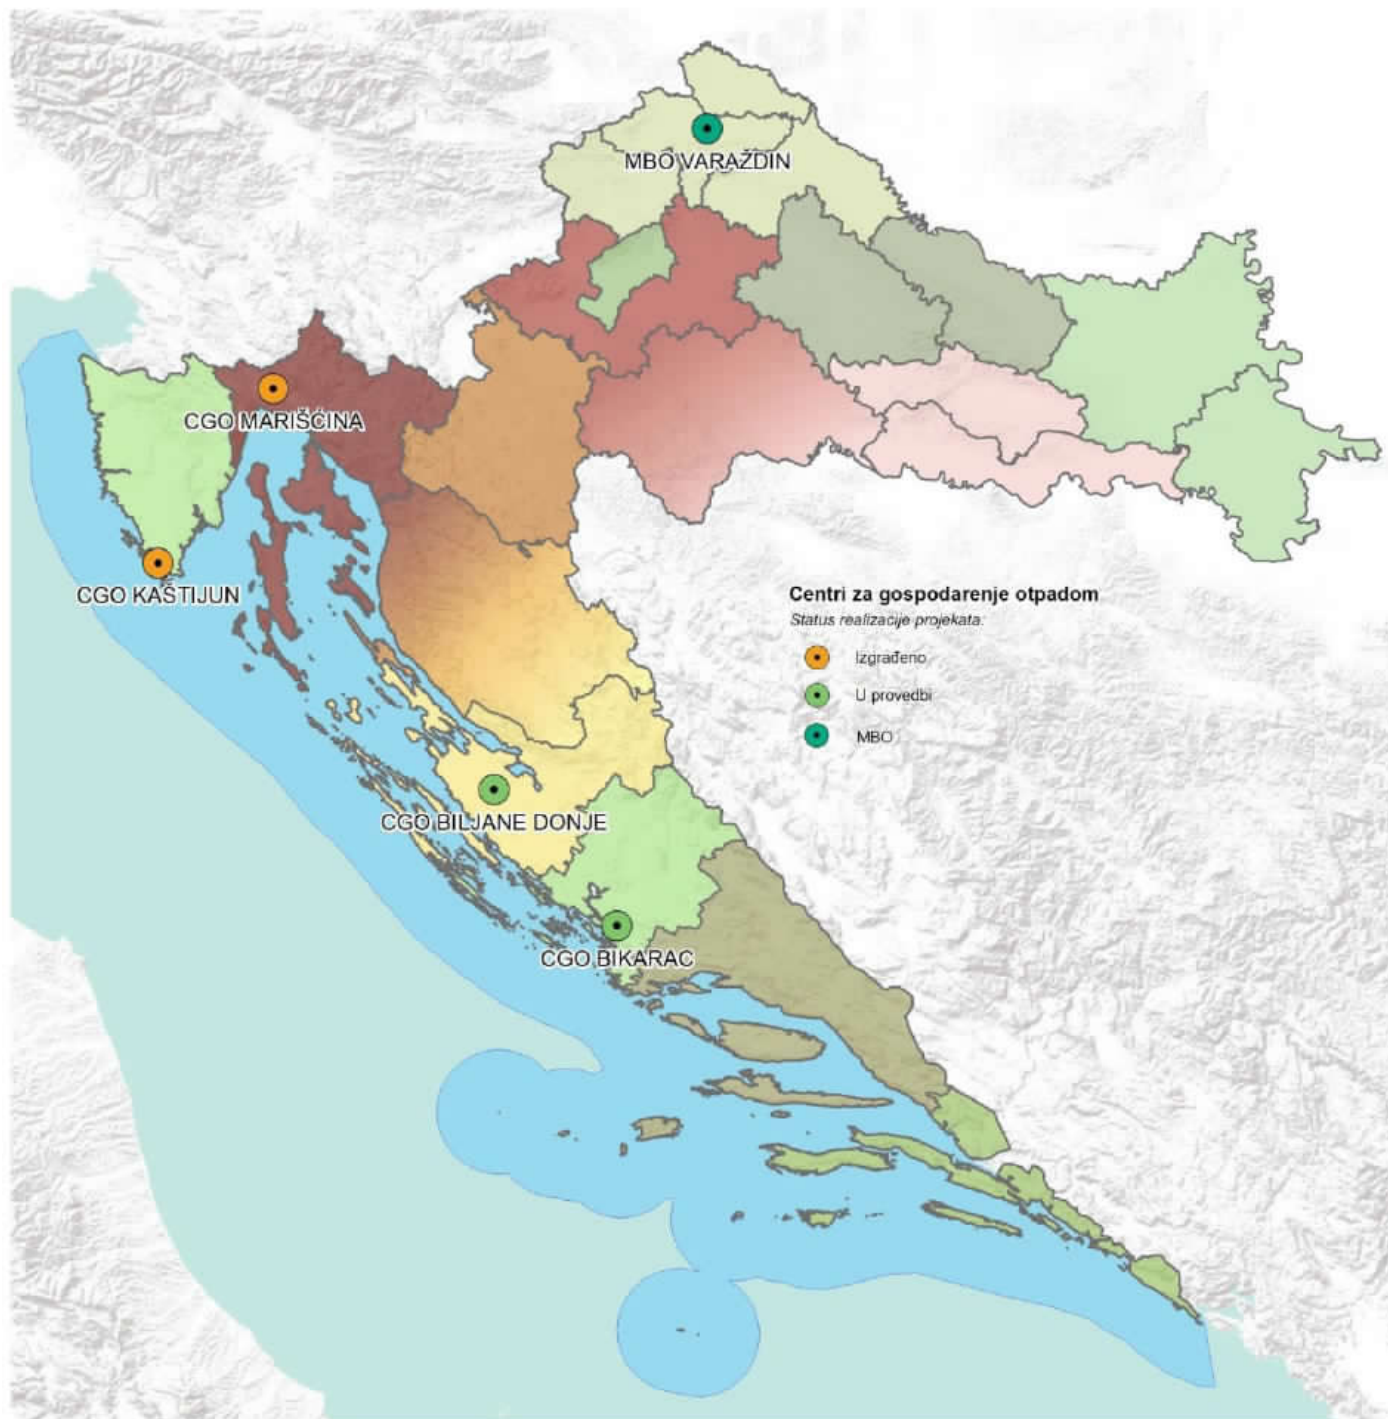 MBO VARAŽDIN
CGO MARIŠĆINA
CGO KAŠTIJUN
Centri za gospodarenje otpadom
Status realizacije projekata:
Izgrađeno
U provedbi
MBO
CGO BILJANE DONJE
CGO BIKARAC